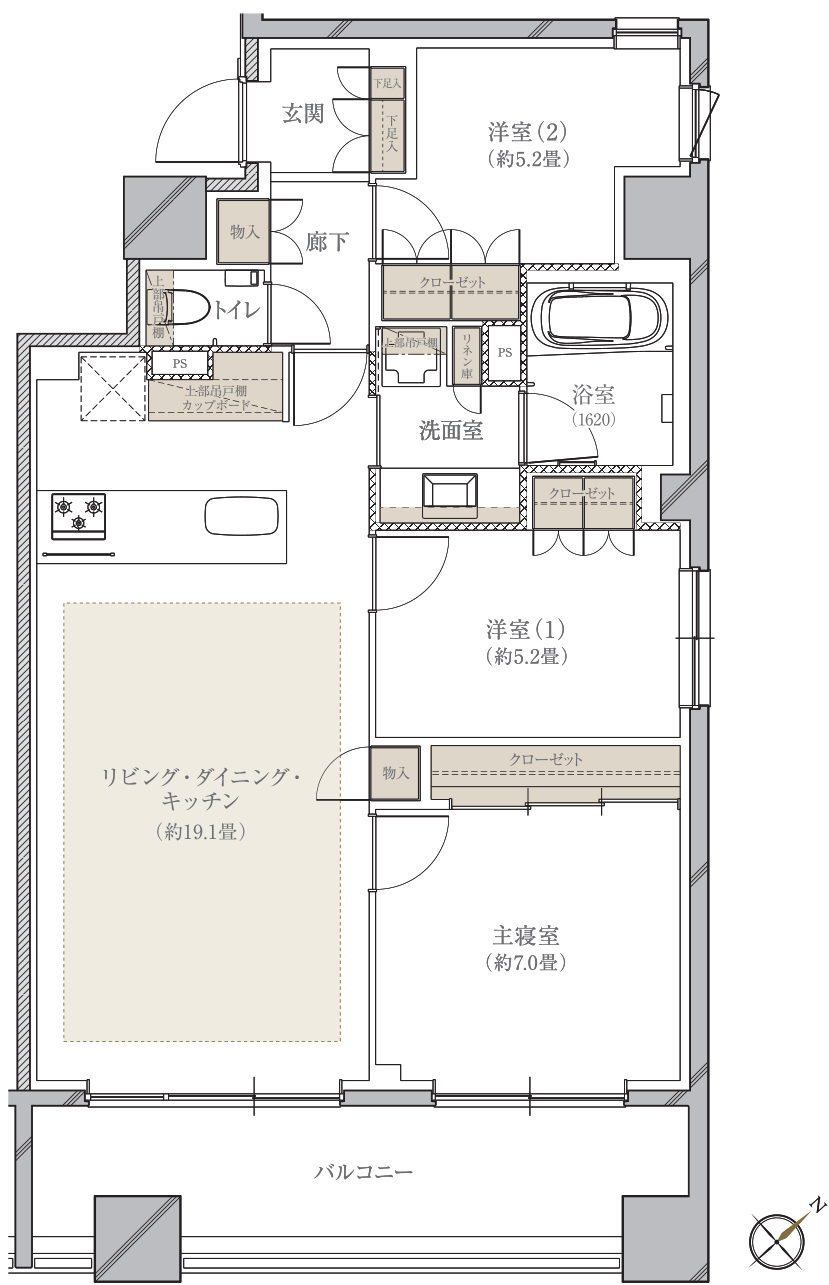 下足入
玄関
下足入
洋室（2）
（約5.2畳）
物入
廊下
クローゼット
上部吊戸棚
トイレ
上部吊戸棚
リネン庫
PS
PS
上部吊戸棚
カップボード
浴室
（1620）
洗面室
クローゼット
洋室（1）
（約5.2畳）
リビング・ダイニング・
キッチン
（約19.1畳）
物入
クローゼット
主寝室
（約7.0畳）
バルコニー
N